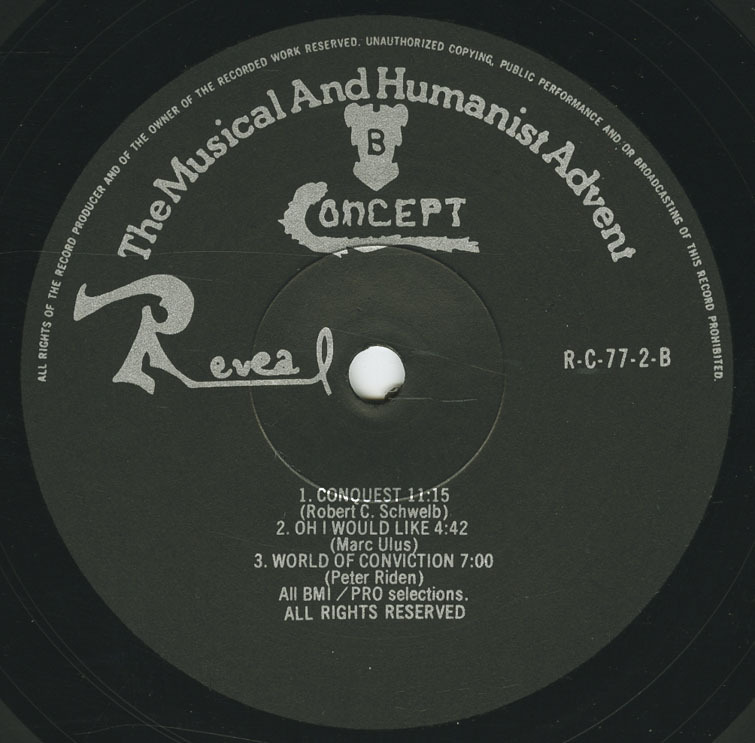 ALL RIGHTS OF THE RECORD PRODUCER AND OF THE OWNER OF THE RECORDED WORK RESERVED. UNAUTHORIZED COPYING, PUBLIC PERFORMANCE AND/OR BROADCASTING OF THIS RECORD PROHIBITED.
The Musical And Humanist Advent
B
CONCEPT
Reveal
R-C-77-2-B
1. CONQUEST 11:15
(Robert C. Schwelb)
2. OH I WOULD LIKE 4:42
(Marc Ulus)
3. WORLD OF CONVICTION 7:00
(Peter Riden)
All BMI / PRO selections.
ALL RIGHTS RESERVED